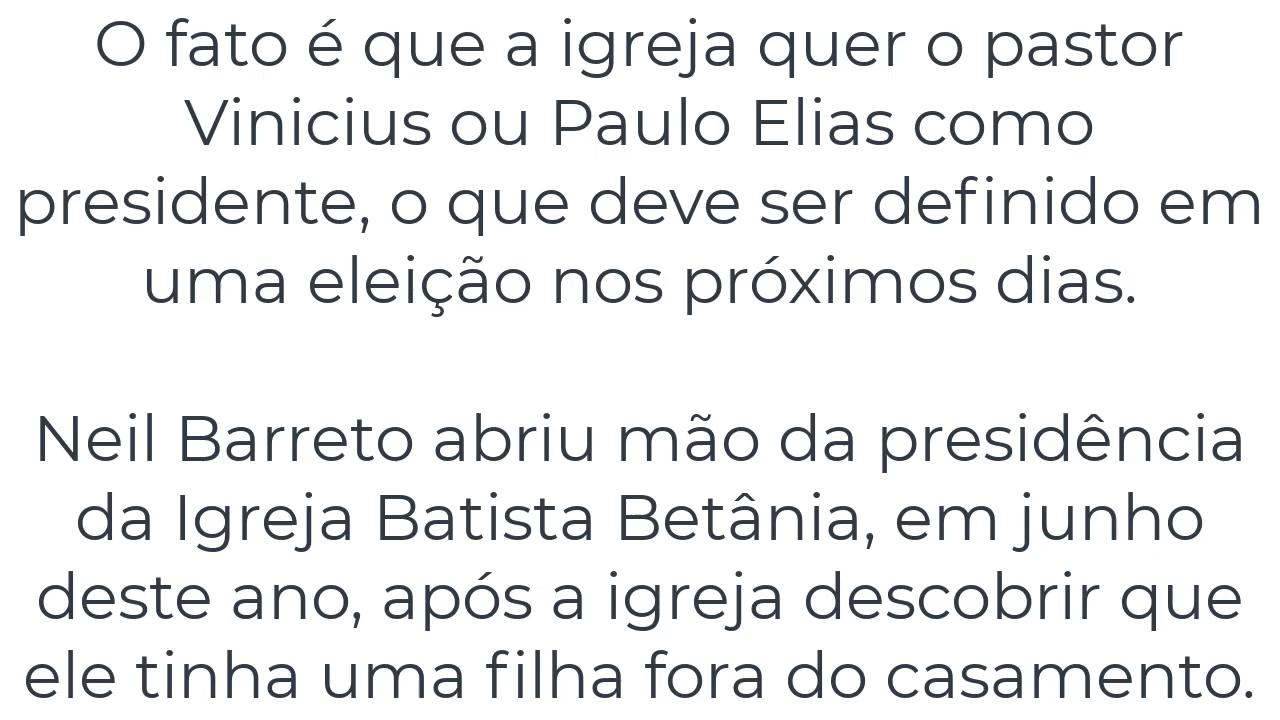 O fato é que a igreja quer o pastor
Vinicius ou Paulo Elias como
presidente, o que deve ser definido em
uma eleição nos próximos dias.
Neil Barreto abriu mão da presidência
da Igreja Batista Betânia, em junho
deste ano, após a igreja descobrir que
ele tinha uma filha fora do casamento.